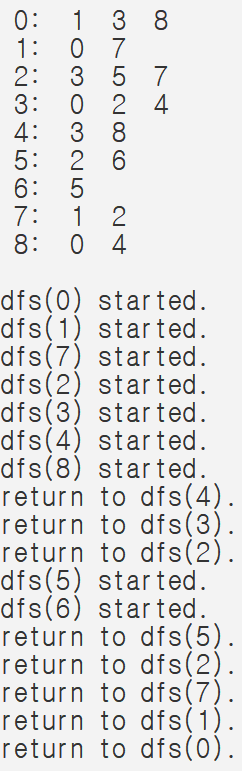 0: 1 3 8
1: 0 7
2: 3 5 7
3: 0 2 4
4: 3 8
5: 2 6
6: 5
7: 1 2
8: 0 4
dfs(0) started.
dfs(1) started.
dfs(7) started.
dfs(2) started.
dfs(3) started.
dfs(4) started.
dfs(8) started.
return to dfs(4).
return to dfs(3).
return to dfs(2).
dfs(5) started.
dfs(6) started.
return to dfs(5).
return to dfs(2).
return to dfs(7).
return to dfs(1).
return to dfs(0).